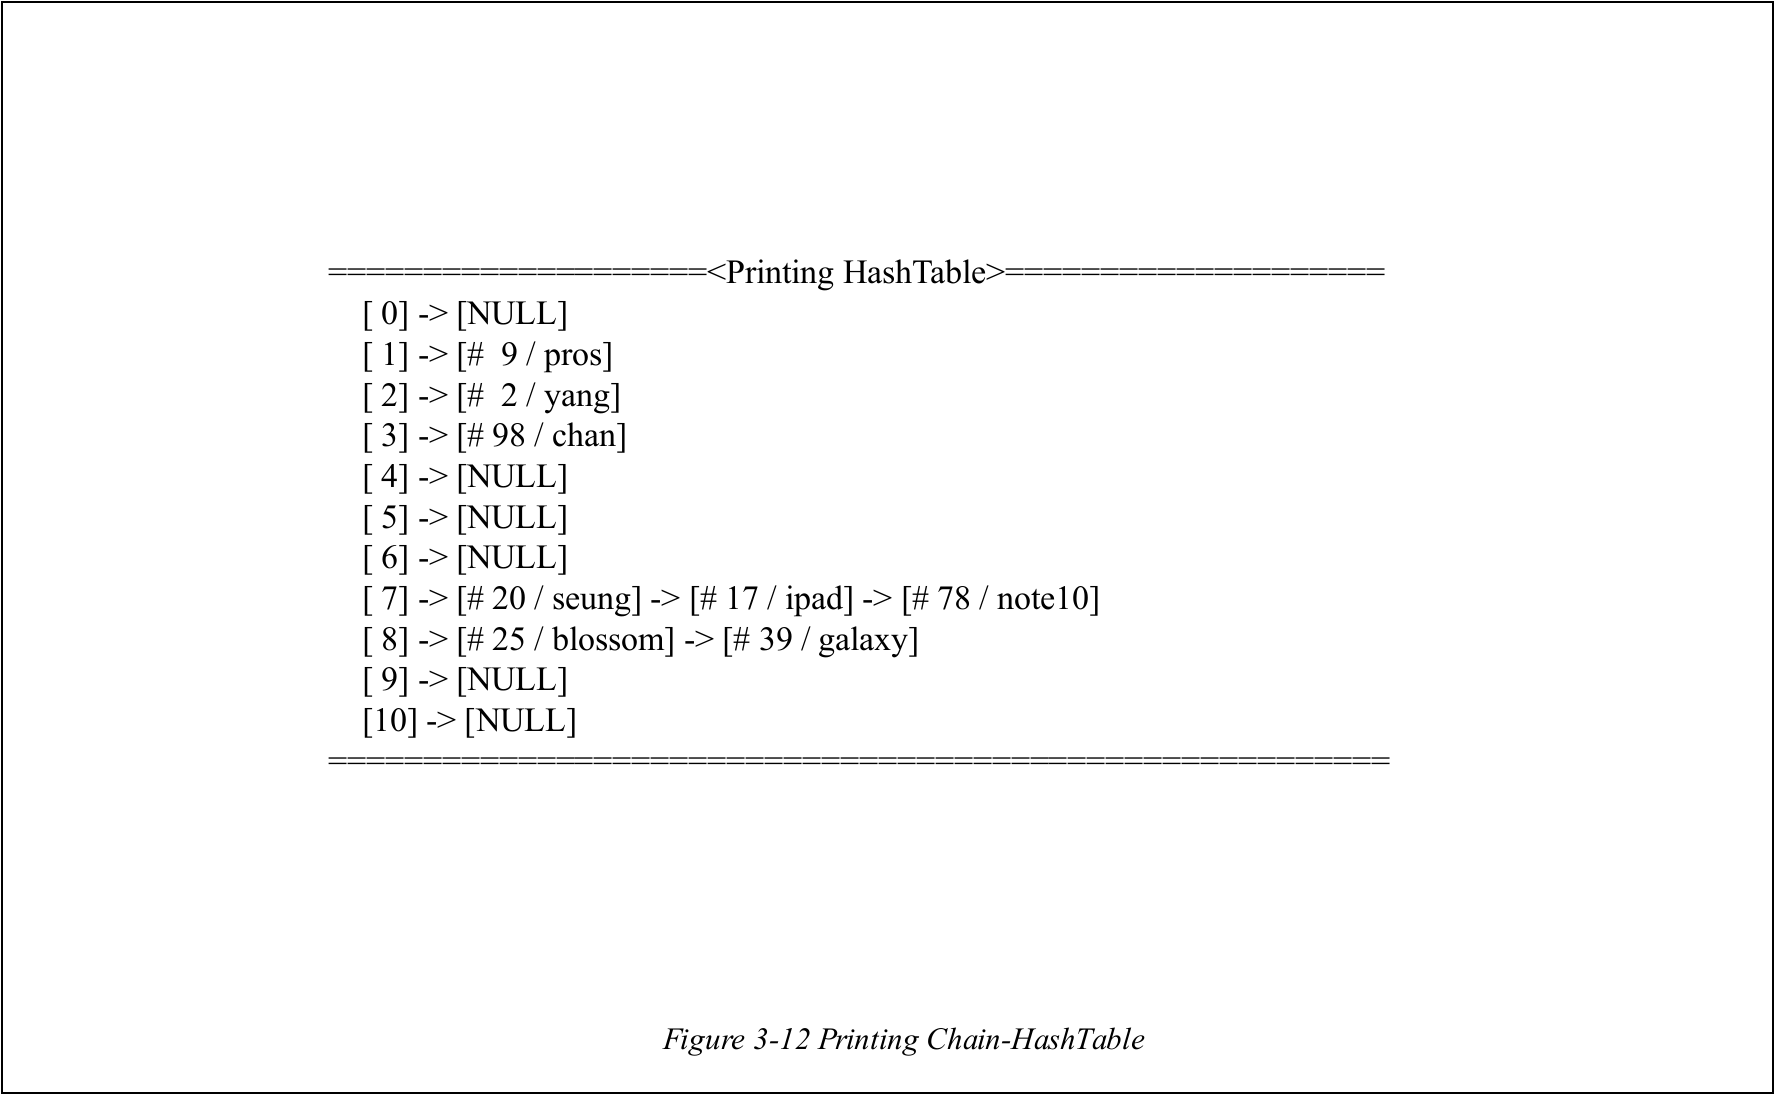 ====================<Printing HashTable>====================
[ 0] -> [NULL]
[ 1] -> [#  9 / pros]
[ 2] -> [#  2 / yang]
[ 3] -> [# 98 / chan]
[ 4] -> [NULL]
[ 5] -> [NULL]
[ 6] -> [NULL]
[ 7] -> [# 20 / seung] -> [# 17 / ipad] -> [# 78 / note10]
[ 8] -> [# 25 / blossom] -> [# 39 / galaxy]
[ 9] -> [NULL]
[10] -> [NULL]
========================================================
Figure 3-12 Printing Chain-HashTable